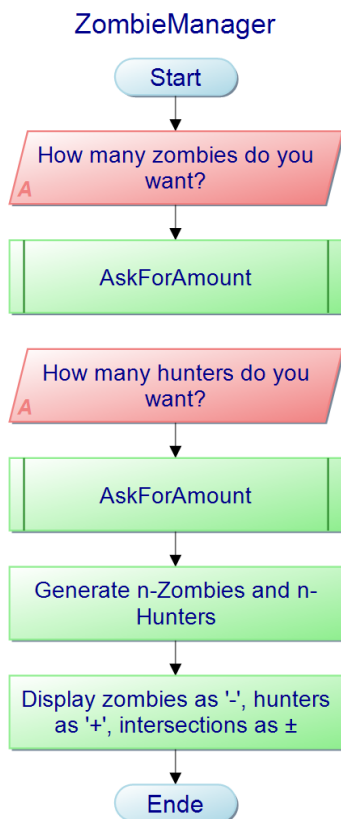 ZombieManager
Start
How many zombies do you
want?
A
AskForAmount
How many hunters do you
want?
A
AskForAmount
Generate n-Zombies and n-
Hunters
Display zombies as '-', hunters
as '+', intersections as ±
Ende